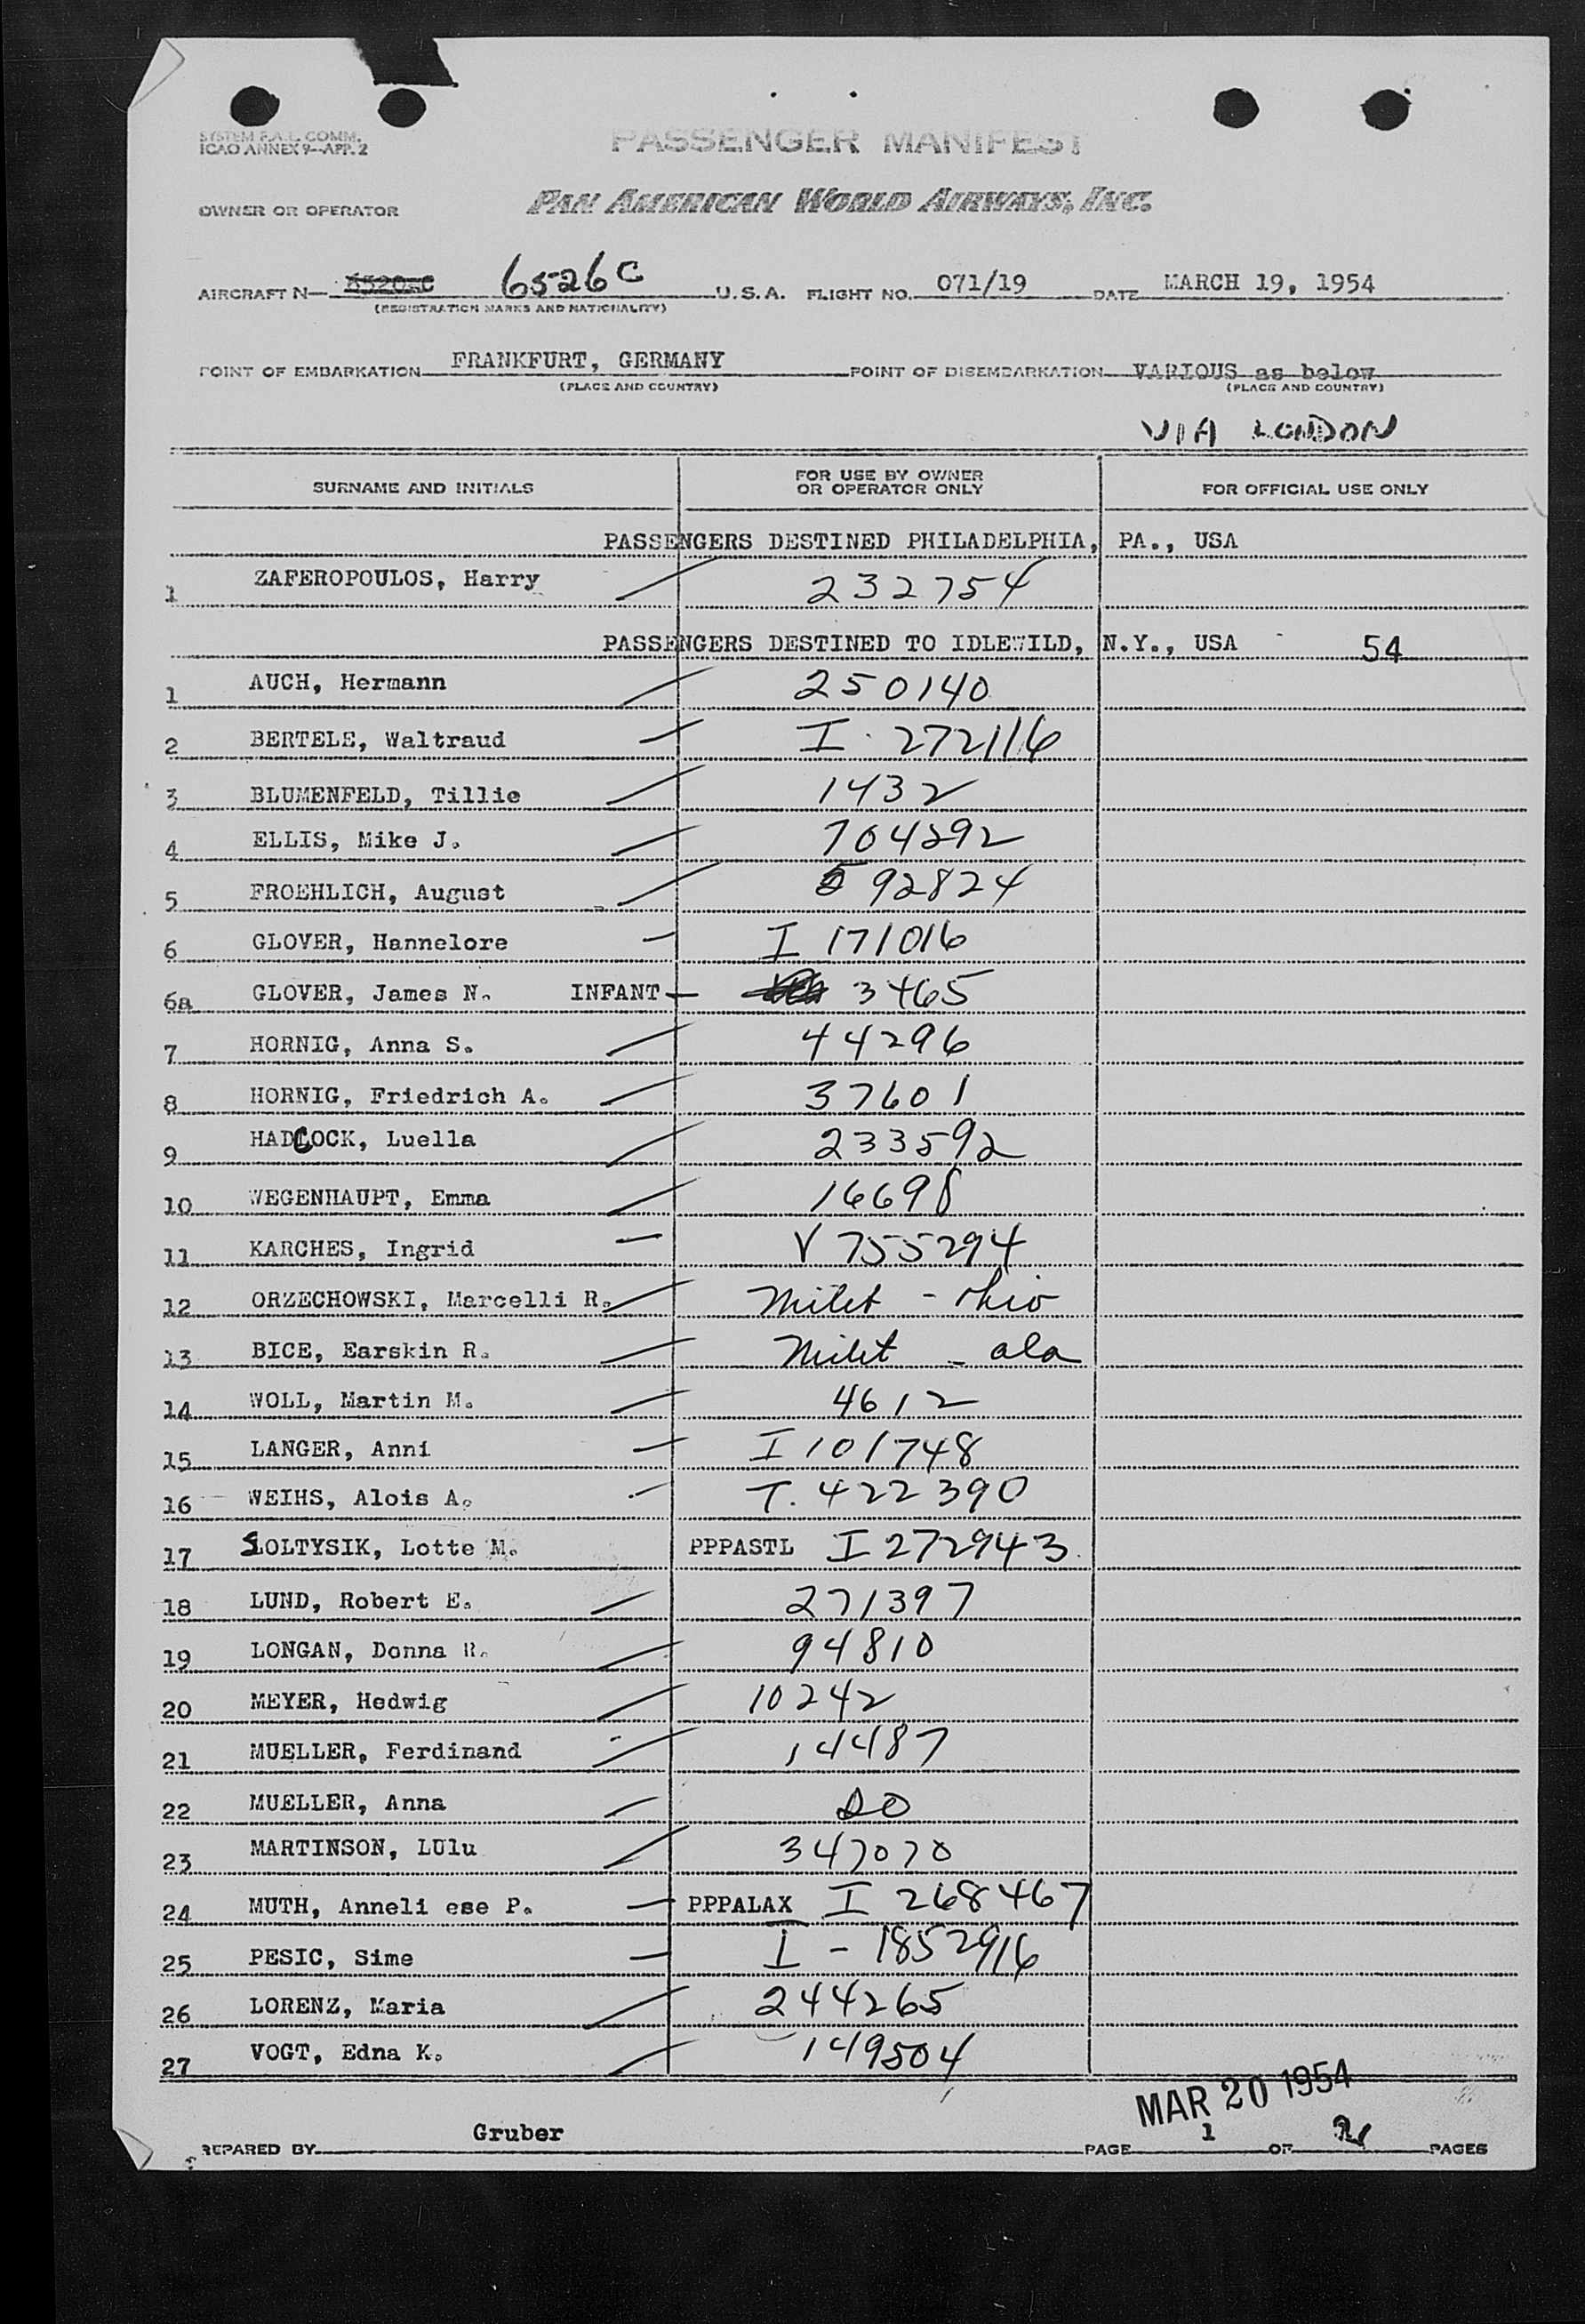 SYSTEM F.A.L. COMM.
ICAO ANNEX 9—APP. 2
PASSENGER MANIFEST
OWNER OR OPERATOR PAN AMERICAN WORLD AIRWAYS, INC.
AIRCRAFT N— 6520-C 6526C U.S.A. FLIGHT NO. 071/19 DATE MARCH 19, 1954
(REGISTRATION MARKS AND NATIONALITY)
POINT OF EMBARKATION FRANKFURT, GERMANY POINT OF DISEMBARKATION VARIOUS as below
(PLACE AND COUNTRY) (PLACE AND COUNTRY)
VIA LONDON
SURNAME AND INITIALS FOR USE BY OWNER OR OPERATOR ONLY FOR OFFICIAL USE ONLY
PASSENGERS DESTINED PHILADELPHIA, PA., USA
1 ZAFEROPOULOS, Harry 232754
PASSENGERS DESTINED TO IDLEWILD, N.Y., USA - 54
1 AUCH, Hermann 250140
2 BERTELE, Waltraud I. 272116
3 BLUMENFELD, Tillie 1432
4 ELLIS, Mike J. 704292
5 FROEHLICH, August 592824
6 GLOVER, Hannelore I 171016
6a GLOVER, James N. INFANT 3465
7 HORNIG, Anna S. 44296
8 HORNIG, Friedrich A. 37601
9 HADCOCK, Luella 233592
10 WEGENHAUPT, Emma 16698
11 KARCHES, Ingrid V 755294
12 ORZECHOWSKI, Marcelli R. Milet - Ohio
13 BICE, Earskin R. Milet - ala
14 WOLL, Martin M. 4612
15 LANGER, Anni I 101748
16 WEIHS, Alois A. T. 422390
17 SOLTYSIK, Lotte M. PPPASTL I 272943
18 LUND, Robert E. 271397
19 LONGAN, Donna R. 94810
20 MEYER, Hedwig 10242
21 MUELLER, Ferdinand 14487
22 MUELLER, Anna DO
23 MARTINSON, LUlu 347070
24 MUTH, Anneli ese P. PPPALAX I 268467
25 PESIC, Sime I - 1852916
26 LORENZ, Maria 244265
27 VOGT, Edna K. 149504
MAR 20 1954
PREPARED BY Gruber PAGE 1 OF 2 PAGES